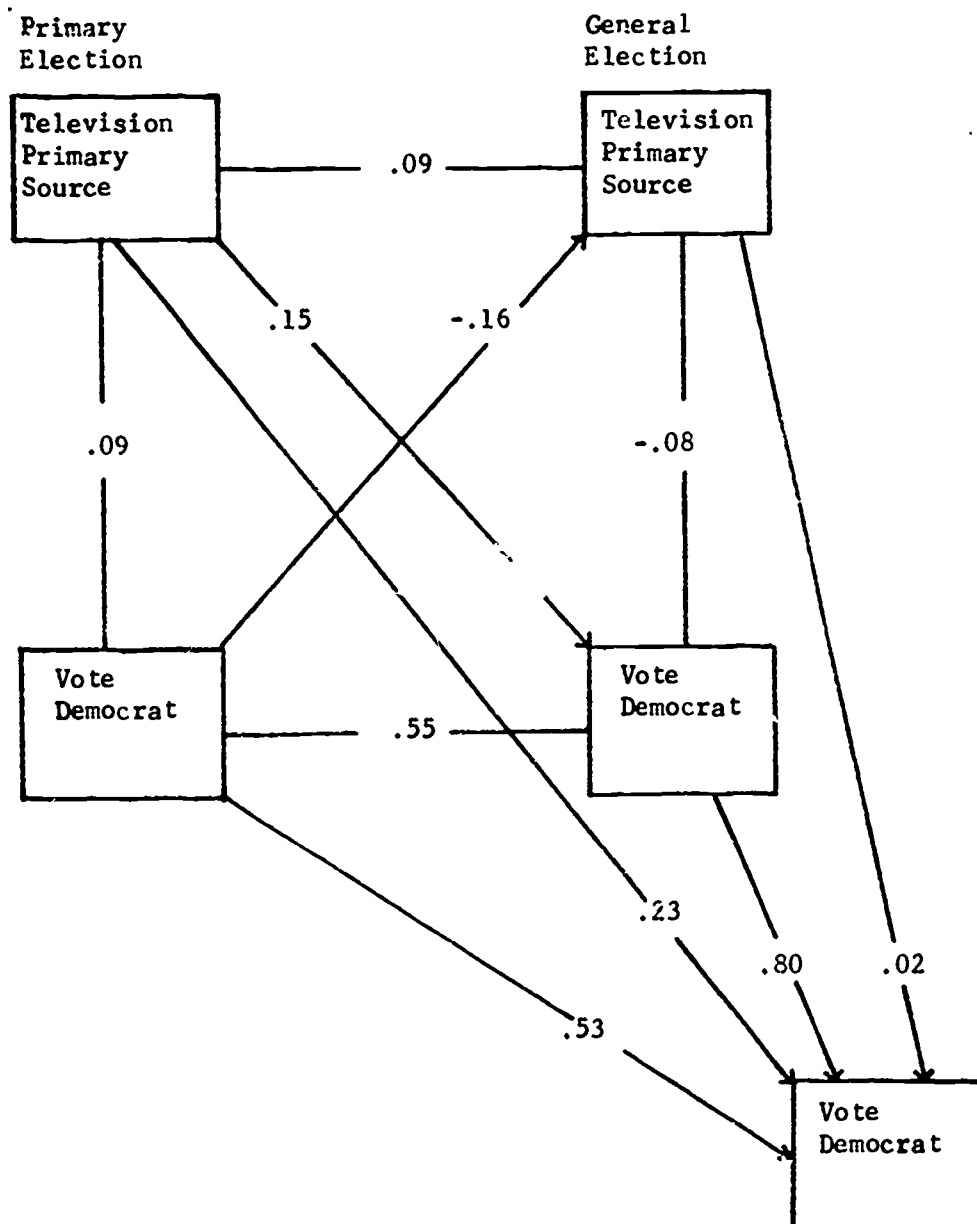 Primary
Election
General
Election
Television
Primary
Source
Television
Primary
Source
.09
.15
-.16
.09
-.08
Vote
Democrat
Vote
Democrat
.55
.23
.80
.02
.53
Vote
Democrat